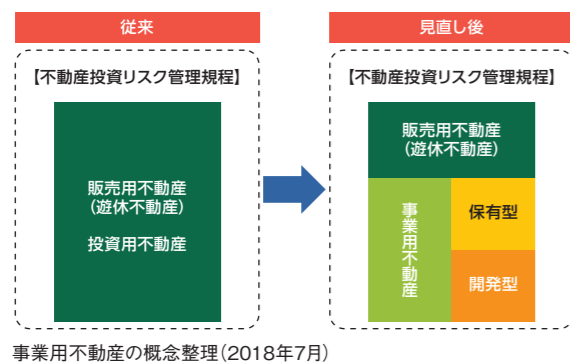 従来
【不動産投資リスク管理規程】
販売用不動産
(遊休不動産)
投資用不動産
見直し後
【不動産投資リスク管理規程】
販売用不動産
(遊休不動産)
事業用不動産
保有型
開発型
事業用不動産の概念整理(2018年7月)